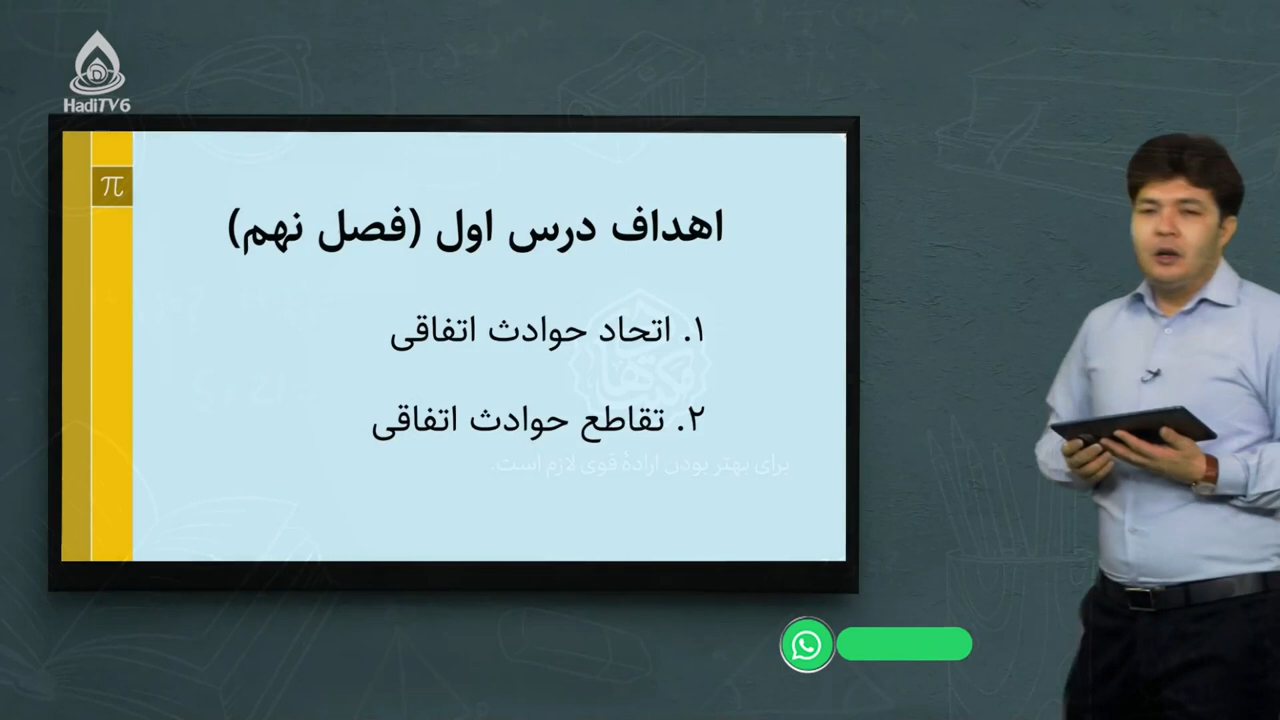 HadiTV6
π
اهداف درس اول (فصل نهم)
۱. اتحاد حوادث اتفاقی
۲. تقاطع حوادث اتفاقی
برای بهتر بودن ارادهٔ قوی لازم است.